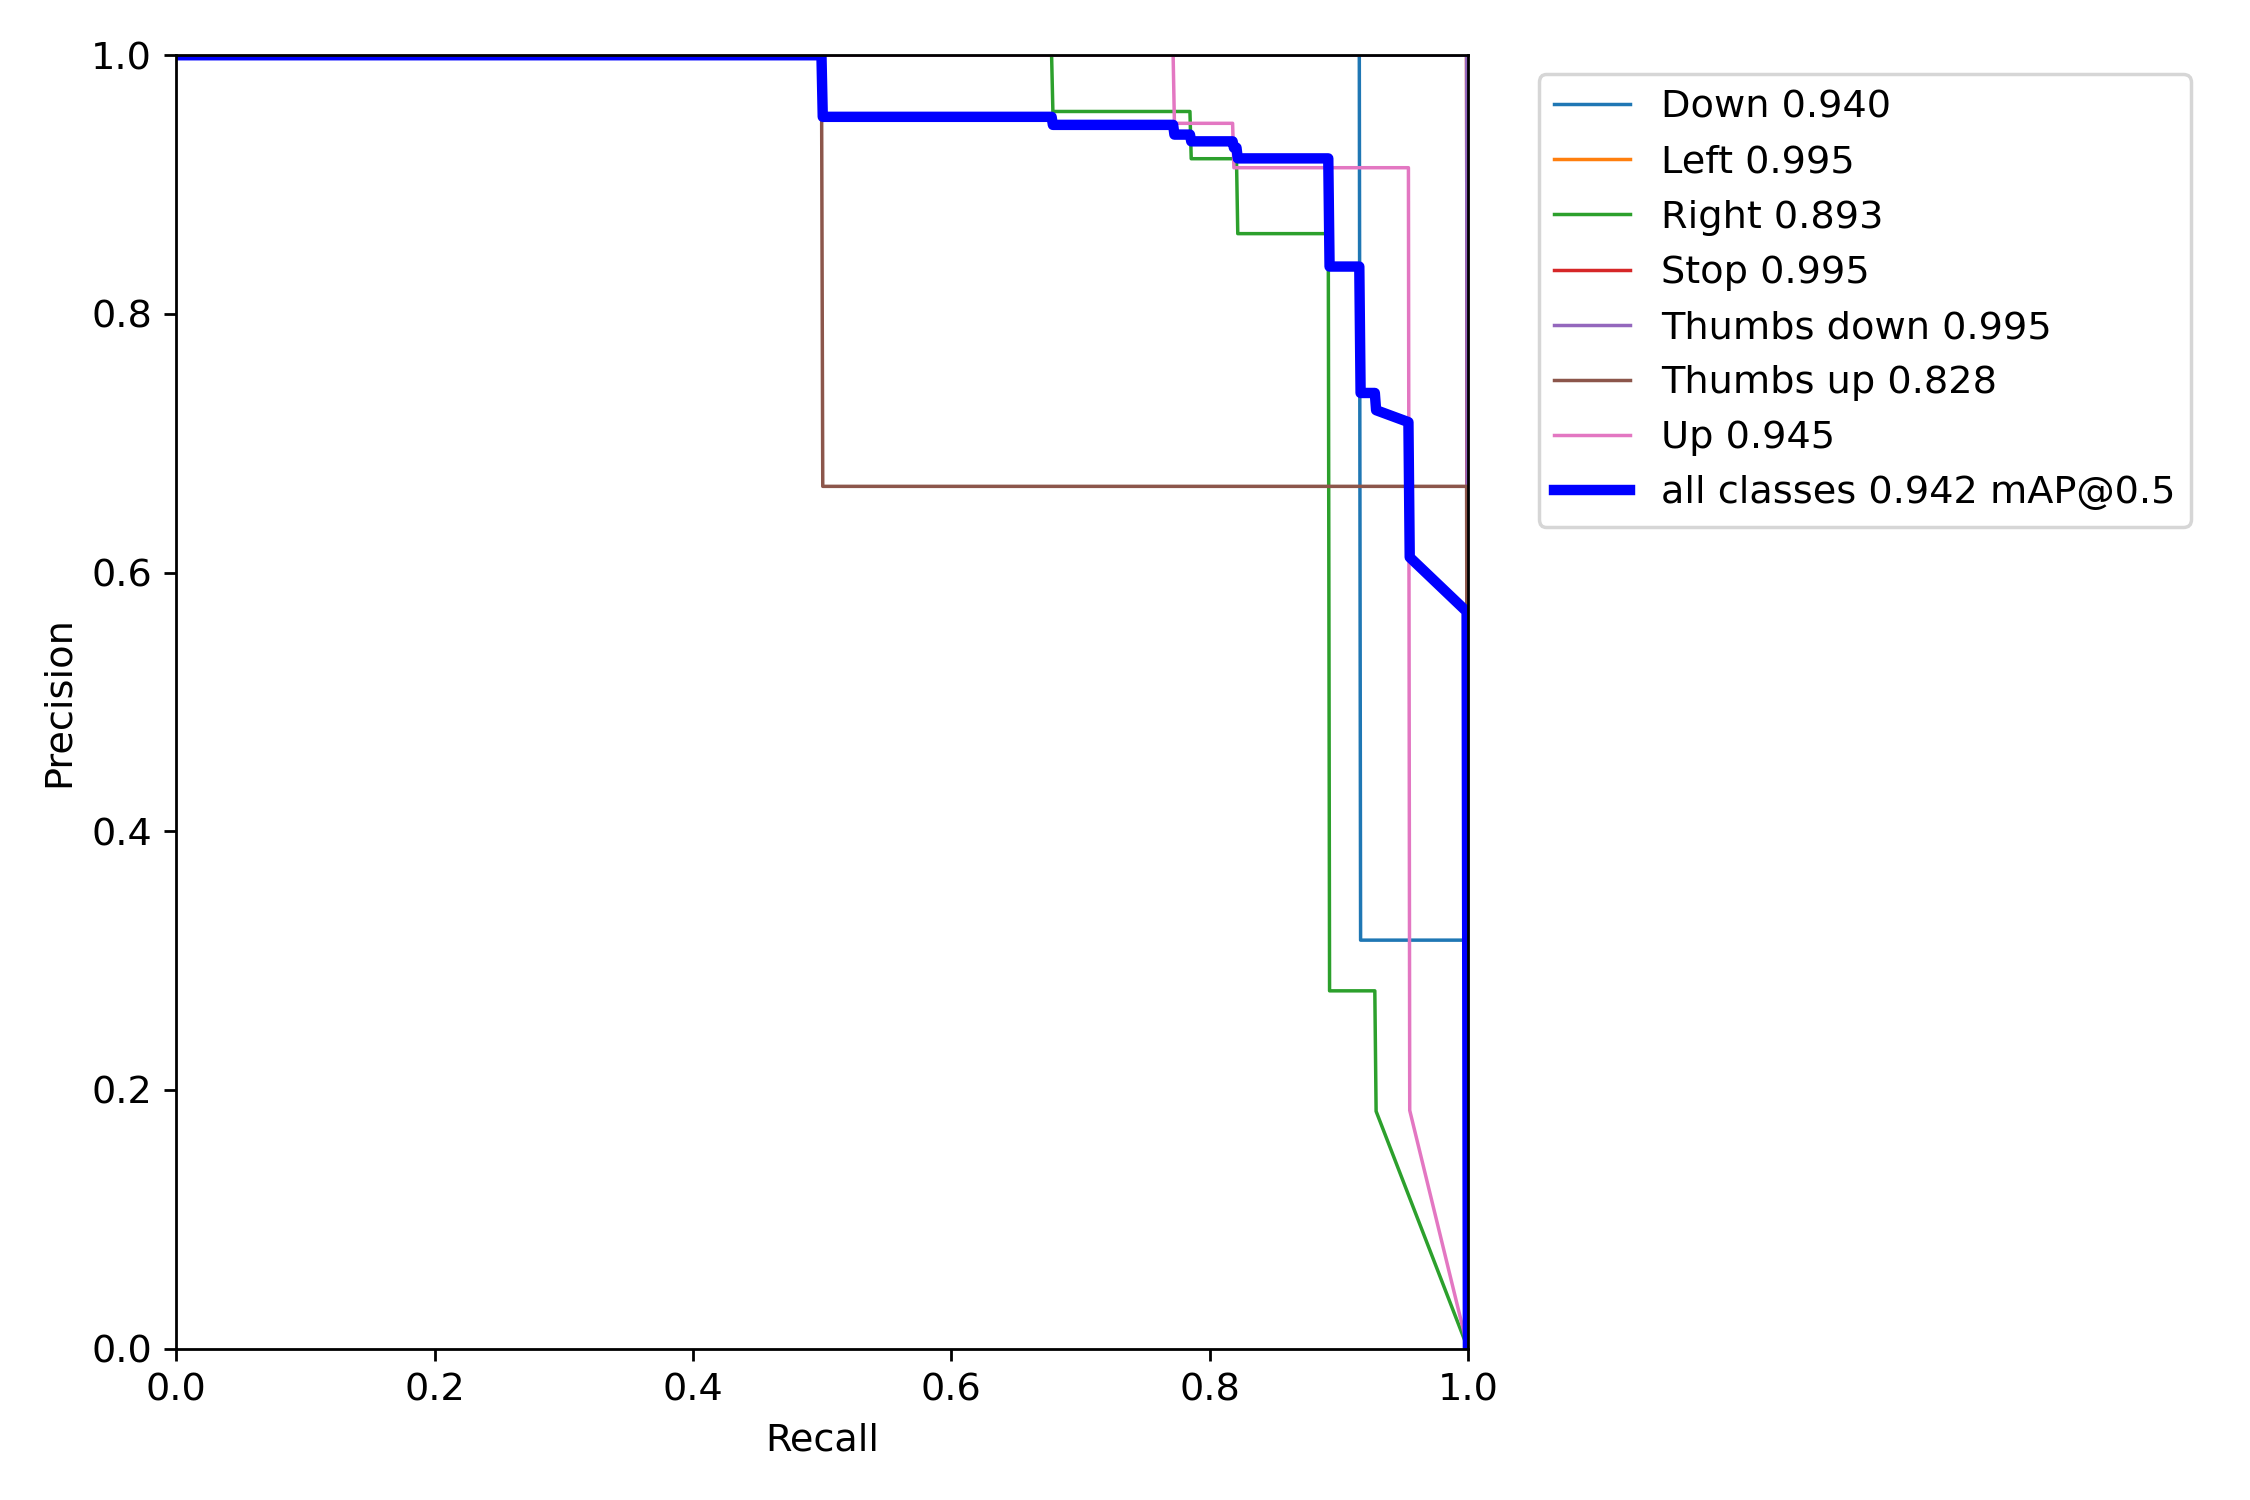 1.0
0.8
0.6
0.4
0.2
0.0
Precision
0.0 0.2 0.4 0.6 0.8 1.0
Recall
Down 0.940
Left 0.995
Right 0.893
Stop 0.995
Thumbs down 0.995
Thumbs up 0.828
Up 0.945
all classes 0.942 mAP@0.5